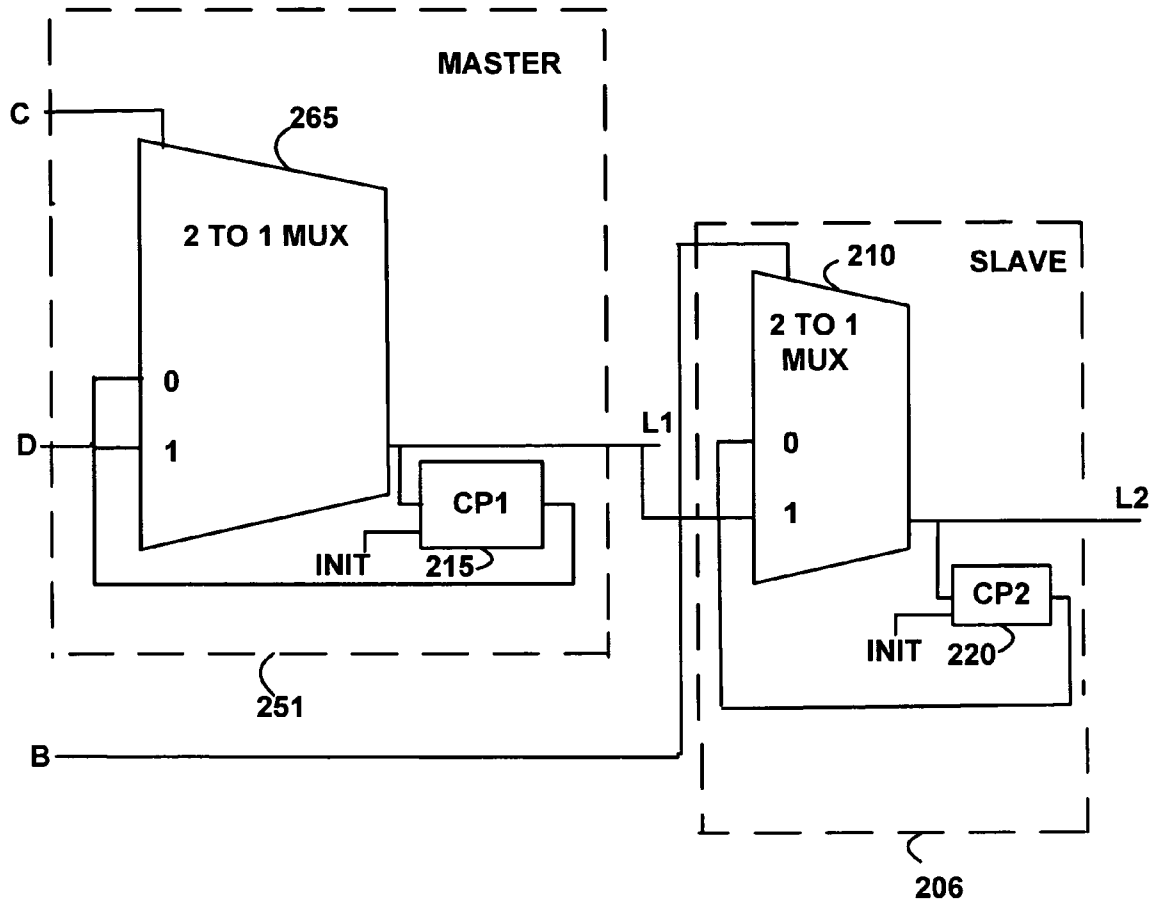 MASTER
C
265
2 TO 1 MUX
210
SLAVE
2 TO 1
MUX
0
L1
D
1
0
CP1
L2
1
INIT
215
CP2
INIT
220
251
B
206